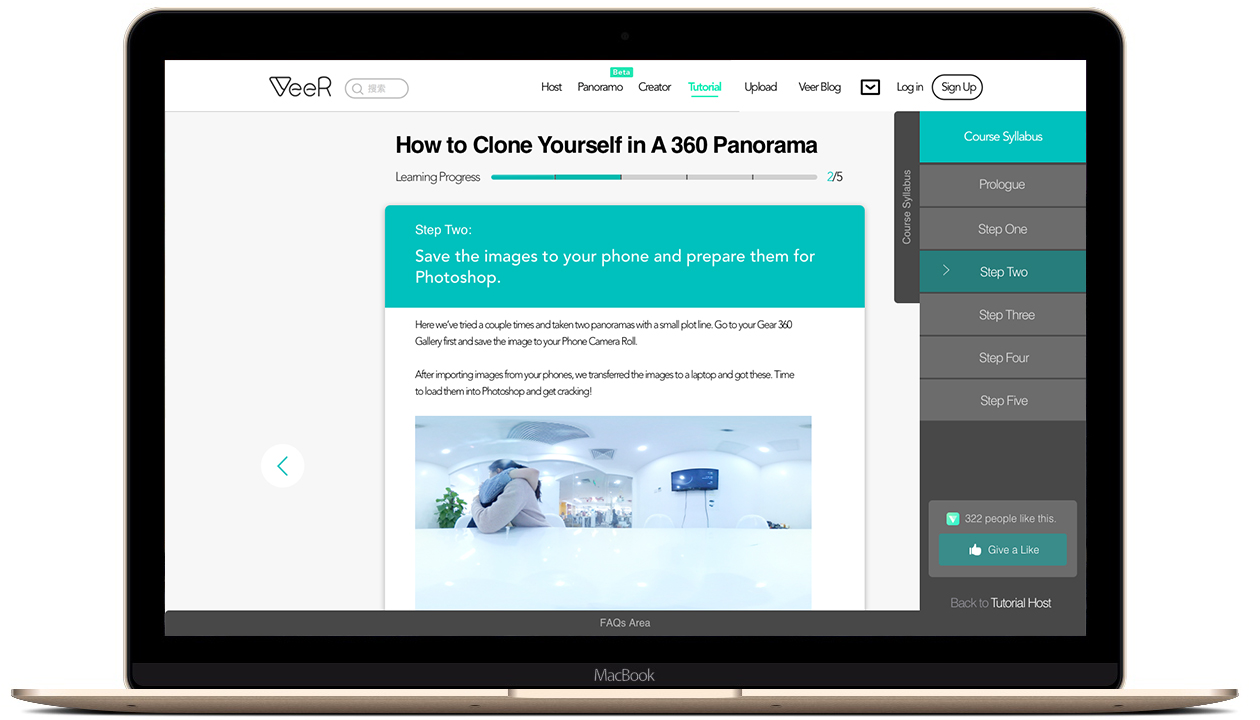 VeeR
搜索
Host
Panoramo
Beta
Creator
Tutorial
Upload
Veer Blog
Log in
Sign Up
How to Clone Yourself in A 360 Panorama
Learning Progress
2/5
Step Two:
Save the images to your phone and prepare them for
Photoshop.
Here we've tried a couple times and taken two panoramas with a small plot line. Go to your Gear 360
Gallery first and save the image to your Phone Camera Roll.
After importing images from your phones, we transferred the images to a laptop and got these. Time
to load them into Photoshop and get cracking!
Course Syllabus
Course Syllabus
Prologue
Step One
Step Two
Step Three
Step Four
Step Five
322 people like this.
Give a Like
Back to Tutorial Host
FAQs Area
MacBook